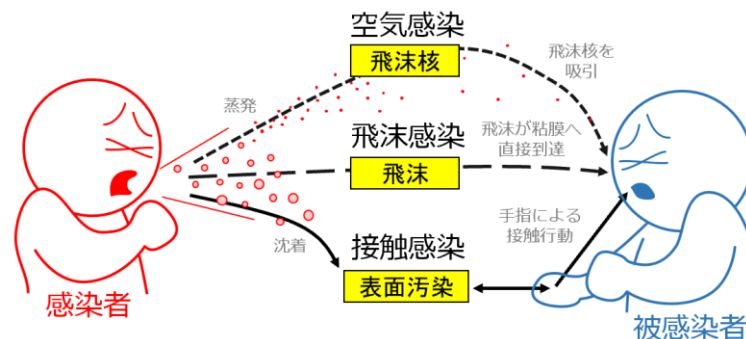 空気感染
飛沫核
飛沫核を
吸引
蒸発
飛沫感染
飛沫
飛沫が粘膜へ
直接到達
手指による
接触行動
沈着
接触感染
表面汚染
感染者
被感染者